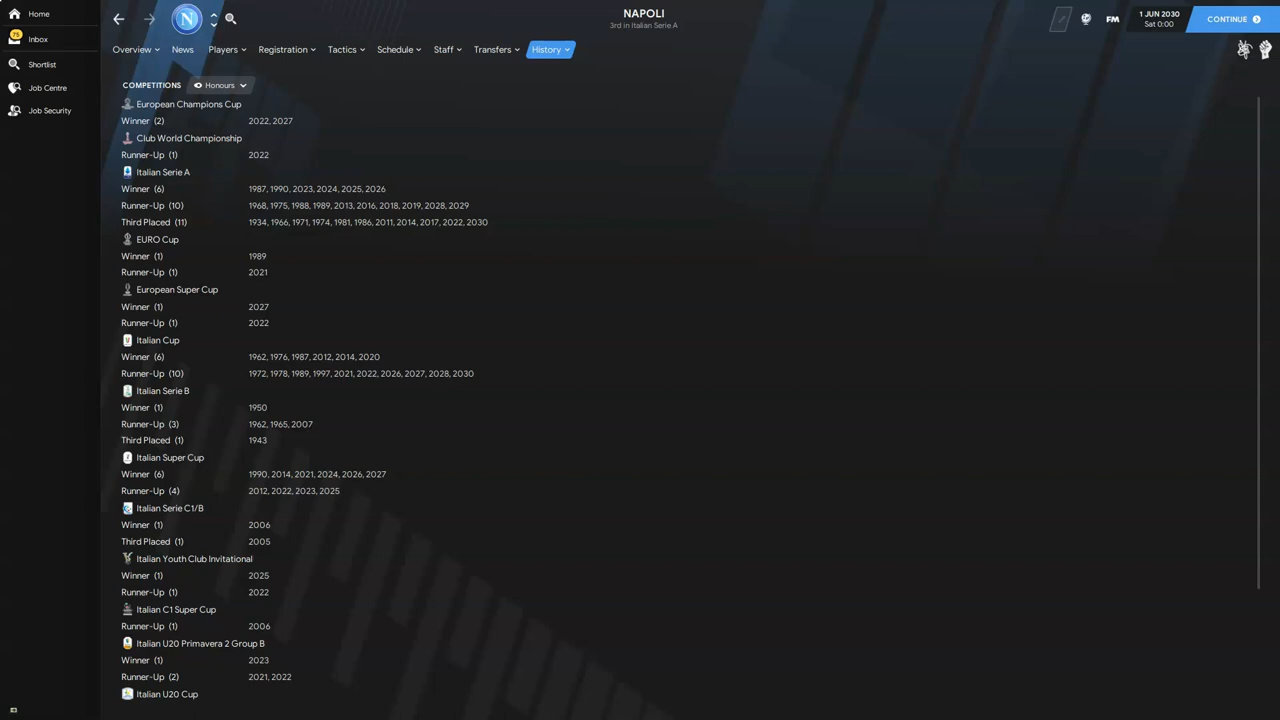 Home
75
Inbox
Shortlist
Job Centre
Job Security
N
NAPOLI
3rd in Italian Serie A
FM
1 JUN 2030
Sat 0:00
CONTINUE
Overview
News
Players
Registration
Tactics
Schedule
Staff
Transfers
History
COMPETITIONS
Honours
European Champions Cup
Winner (2) 2022, 2027
Club World Championship
Runner-Up (1) 2022
Italian Serie A
Winner (6) 1987, 1990, 2023, 2024, 2025, 2026
Runner-Up (10) 1968, 1975, 1988, 1989, 2013, 2016, 2018, 2019, 2028, 2029
Third Placed (11) 1934, 1966, 1971, 1974, 1981, 1986, 2011, 2014, 2017, 2022, 2030
EURO Cup
Winner (1) 1989
Runner-Up (1) 2021
European Super Cup
Winner (1) 2027
Runner-Up (1) 2022
Italian Cup
Winner (6) 1962, 1976, 1987, 2012, 2014, 2020
Runner-Up (10) 1972, 1978, 1989, 1997, 2021, 2022, 2026, 2027, 2028, 2030
Italian Serie B
Winner (1) 1950
Runner-Up (3) 1962, 1965, 2007
Third Placed (1) 1943
Italian Super Cup
Winner (6) 1990, 2014, 2021, 2024, 2026, 2027
Runner-Up (4) 2012, 2022, 2023, 2025
Italian Serie C1/B
Winner (1) 2006
Third Placed (1) 2005
Italian Youth Club Invitational
Winner (1) 2025
Runner-Up (1) 2022
Italian C1 Super Cup
Runner-Up (1) 2006
Italian U20 Primavera 2 Group B
Winner (1) 2023
Runner-Up (2) 2021, 2022
Italian U20 Cup